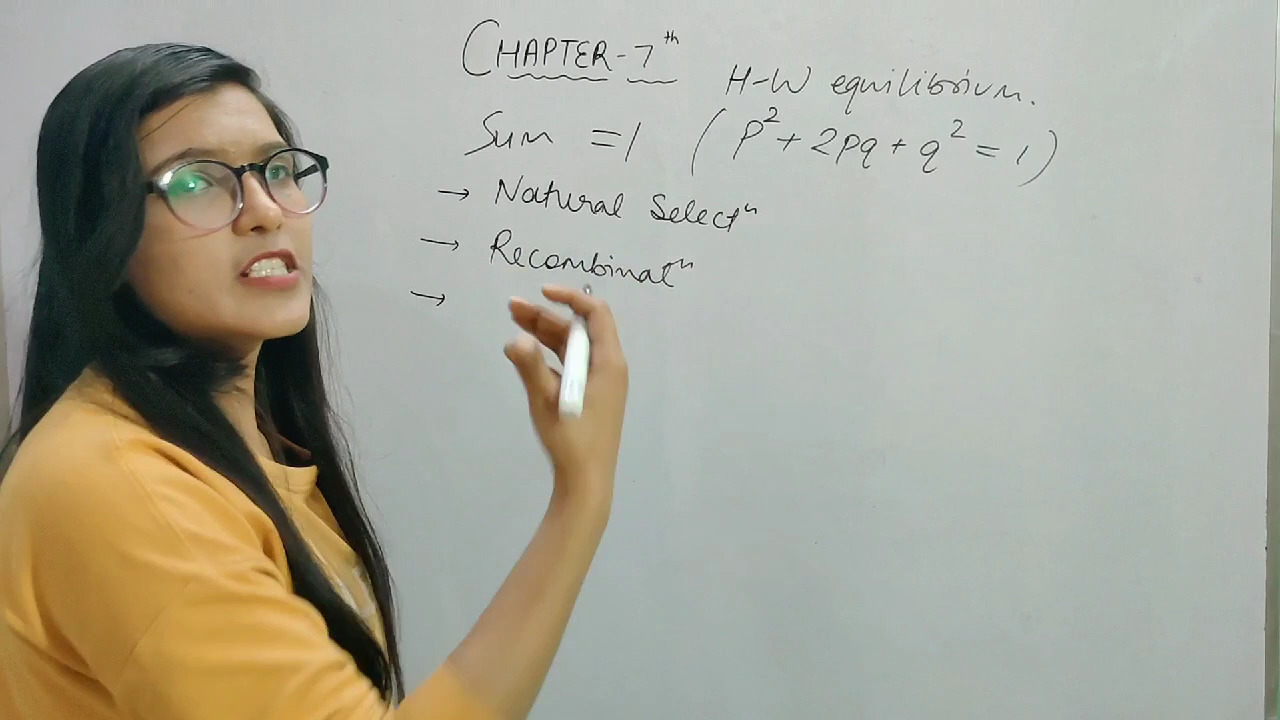 CHAPTER-7th
H-W equilibrium.
Sum = 1 (p² + 2pq + q² = 1)
→ Natural Selectⁿ
→ Recombinatⁿ
→